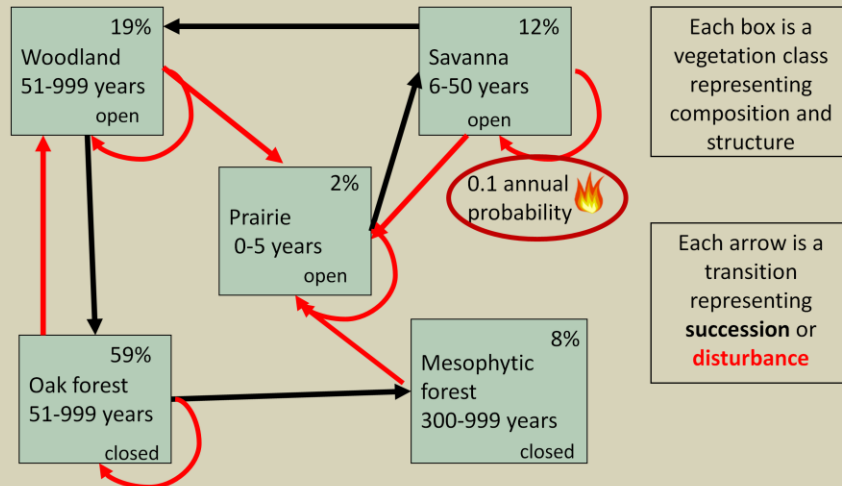 19%
Woodland
51-999 years
open
12%
Savanna
6-50 years
open
Each box is a
vegetation class
representing
composition and
structure
2%
Prairie
0-5 years
open
0.1 annual
probability
Each arrow is a
transition
representing
succession or
disturbance
59%
Oak forest
51-999 years
closed
8%
Mesophytic
forest
300-999 years
closed